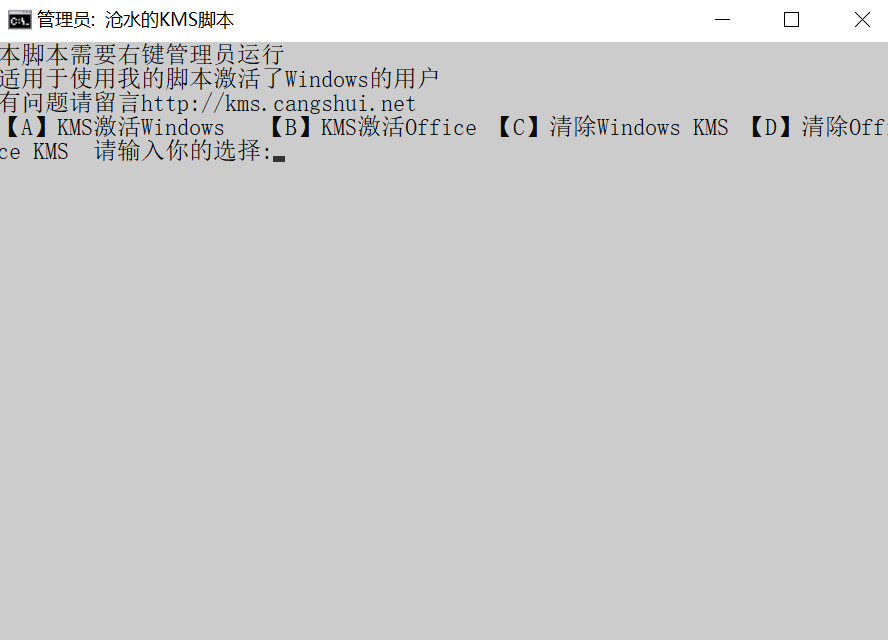 管理员: 沧水的KMS脚本
本脚本需要右键管理员运行
适用于使用我的脚本激活了Windows的用户
有问题请留言http://kms.cangshui.net
【A】KMS激活Windows   【B】KMS激活Office 【C】清除Windows KMS 【D】清除Offi
ce KMS  请输入你的选择: